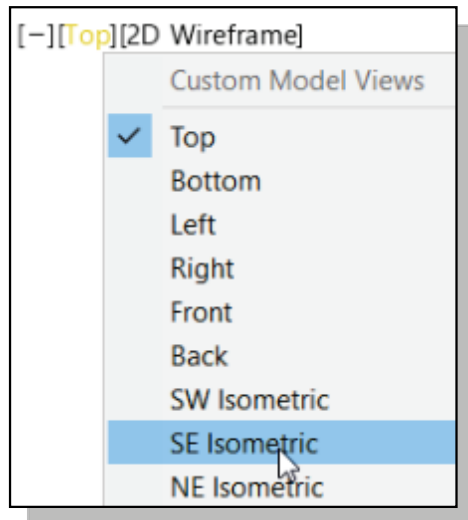 [−][Top][2D Wireframe]
Custom Model Views
Top
Bottom
Left
Right
Front
Back
SW Isometric
SE Isometric
NE Isometric